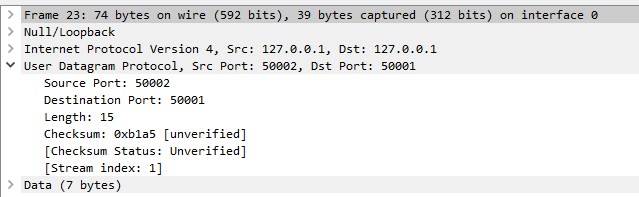 Frame 23: 74 bytes on wire (592 bits), 39 bytes captured (312 bits) on interface 0
Null/Loopback
Internet Protocol Version 4, Src: 127.0.0.1, Dst: 127.0.0.1
User Datagram Protocol, Src Port: 50002, Dst Port: 50001
Source Port: 50002
Destination Port: 50001
Length: 15
Checksum: 0xb1a5 [unverified]
[Checksum Status: Unverified]
[Stream index: 1]
Data (7 bytes)